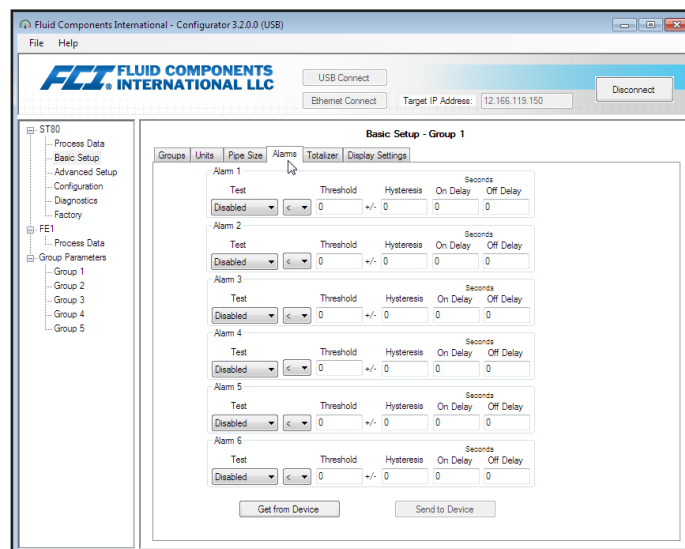 Fluid Components International - Configurator 3.2.0.0 (USB)
File Help
FCI FLUID COMPONENTS
INTERNATIONAL LLC
USB Connect
Ethernet Connect Target IP Address: 12.166.119.150
Disconnect
ST80
Process Data
Basic Setup
Advanced Setup
Configuration
Diagnostics
Factory
FE1
Process Data
Group Parameters
Group 1
Group 2
Group 3
Group 4
Group 5
Basic Setup - Group 1
Groups Units Pipe Size Alarms Totalizer Display Settings
Alarm 1
Seconds
Test Threshold Hysteresis On Delay Off Delay
Disabled < 0 +/- 0 0 0
Alarm 2
Seconds
Test Threshold Hysteresis On Delay Off Delay
Disabled < 0 +/- 0 0 0
Alarm 3
Seconds
Test Threshold Hysteresis On Delay Off Delay
Disabled < 0 +/- 0 0 0
Alarm 4
Seconds
Test Threshold Hysteresis On Delay Off Delay
Disabled < 0 +/- 0 0 0
Alarm 5
Seconds
Test Threshold Hysteresis On Delay Off Delay
Disabled < 0 +/- 0 0 0
Alarm 6
Seconds
Test Threshold Hysteresis On Delay Off Delay
Disabled < 0 +/- 0 0 0
Get from Device Send to Device